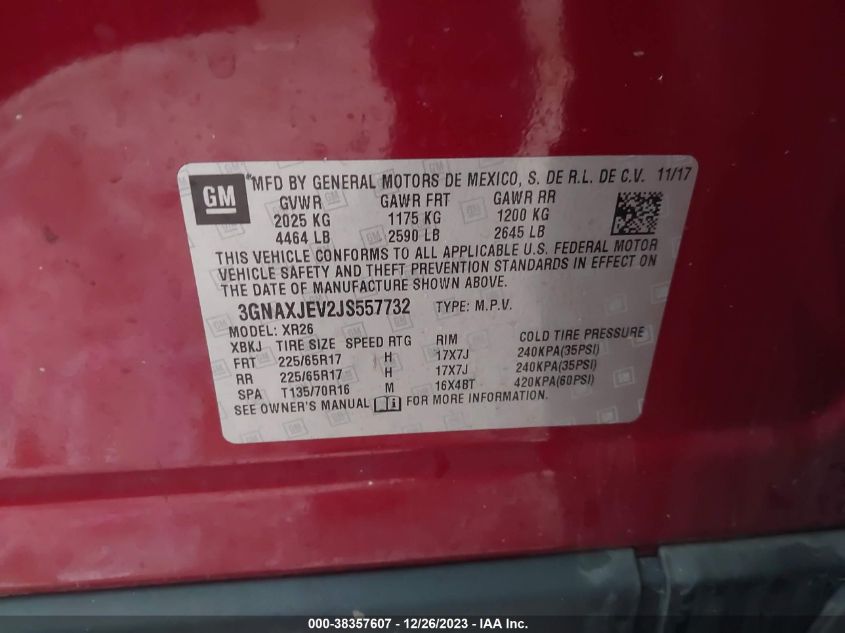 GM
*MFD BY GENERAL MOTORS DE MEXICO, S. DE R.L. DE C.V. 11/17
GVWR GAWR FRT GAWR RR
2025 KG 1175 KG 1200 KG
4464 LB 2590 LB 2645 LB
THIS VEHICLE CONFORMS TO ALL APPLICABLE U.S. FEDERAL MOTOR
VEHICLE SAFETY AND THEFT PREVENTION STANDARDS IN EFFECT ON
THE DATE OF MANUFACTURE SHOWN ABOVE.
3GNAXJEV2JS557732 TYPE: M.P.V.
MODEL: XR26
XBKJ TIRE SIZE SPEED RTG RIM COLD TIRE PRESSURE
FRT 225/65R17 H 17X7J 240KPA(35PSI)
RR 225/65R17 H 17X7J 240KPA(35PSI)
SPA T135/70R16 M 16X4BT 420KPA(60PSI)
SEE OWNER'S MANUAL FOR MORE INFORMATION.
000-38357607 - 12/26/2023 - IAA Inc.